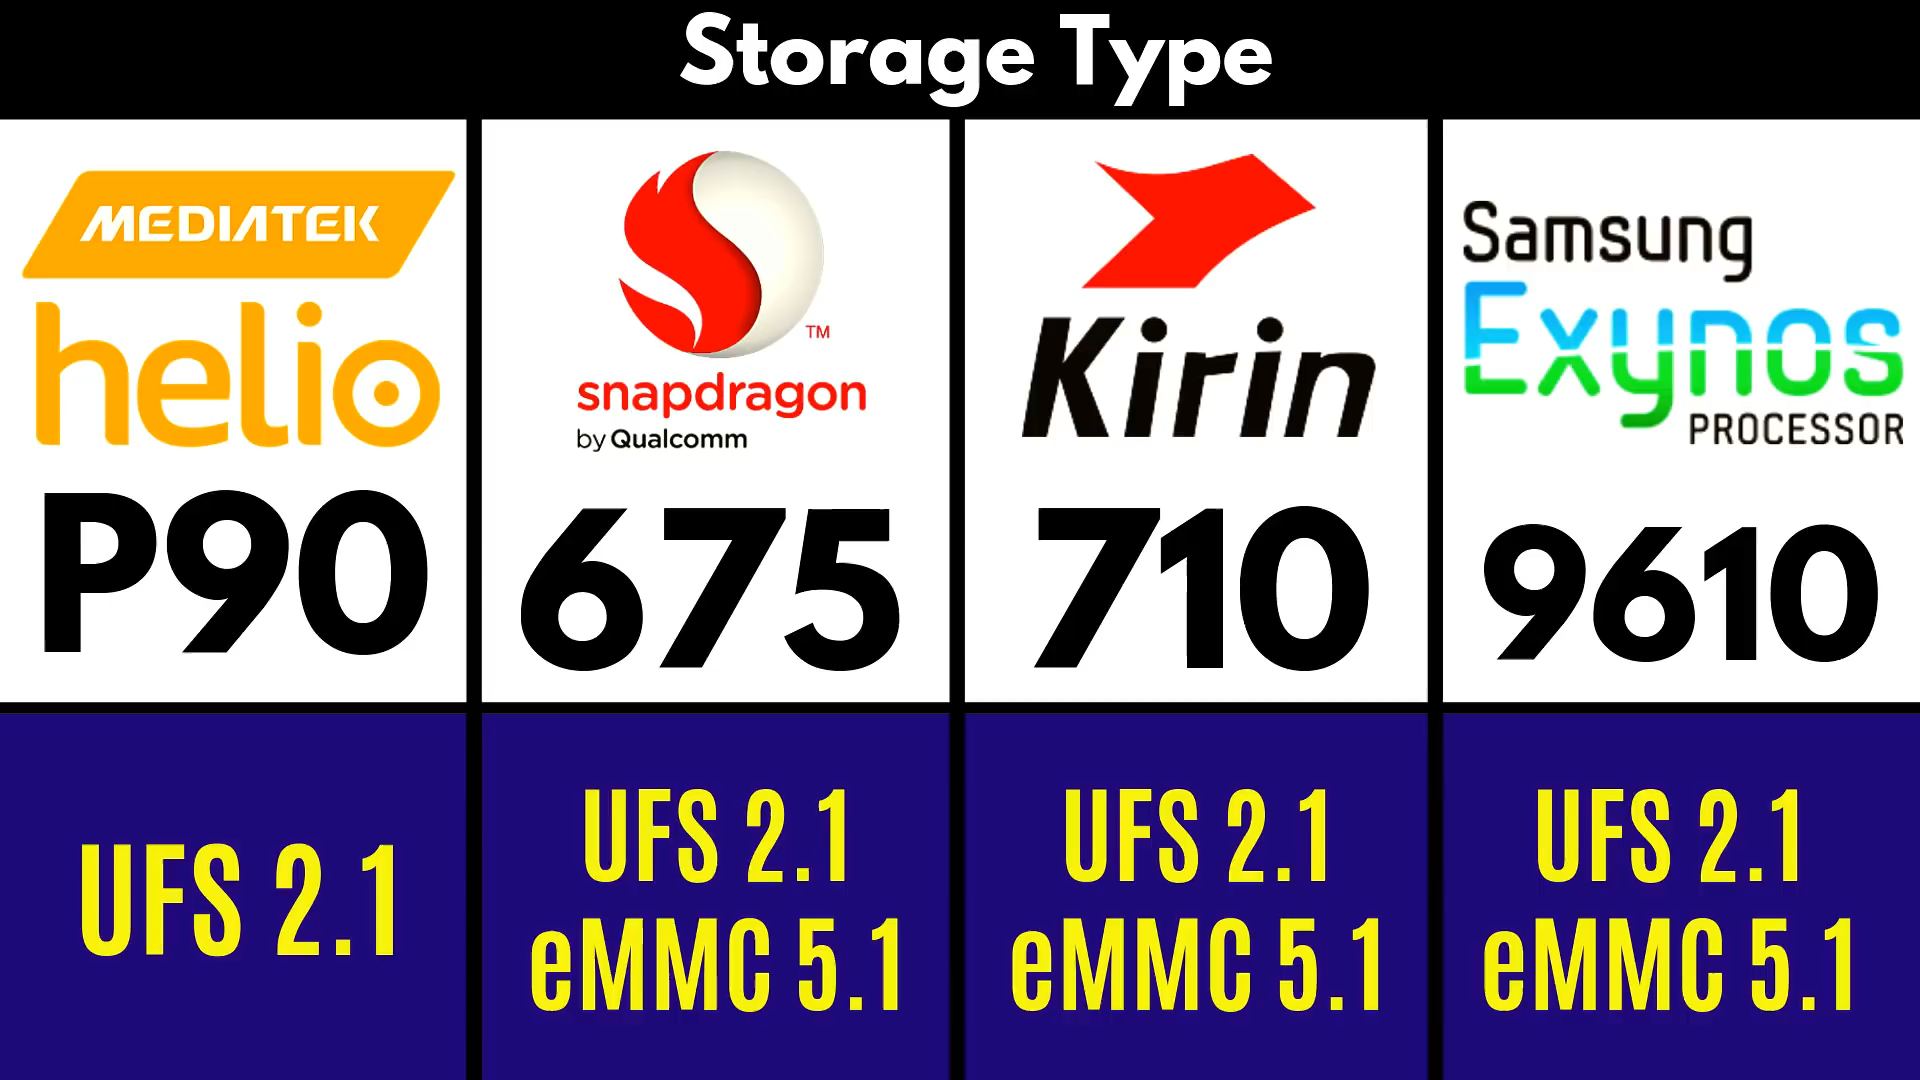 Storage Type
MEDIATEK
helio
P90
UFS 2.1
TM
snapdragon
by Qualcomm
675
UFS 2.1
eMMC 5.1
Kirin
710
UFS 2.1
eMMC 5.1
Samsung
Exynos
PROCESSOR
9610
UFS 2.1
eMMC 5.1